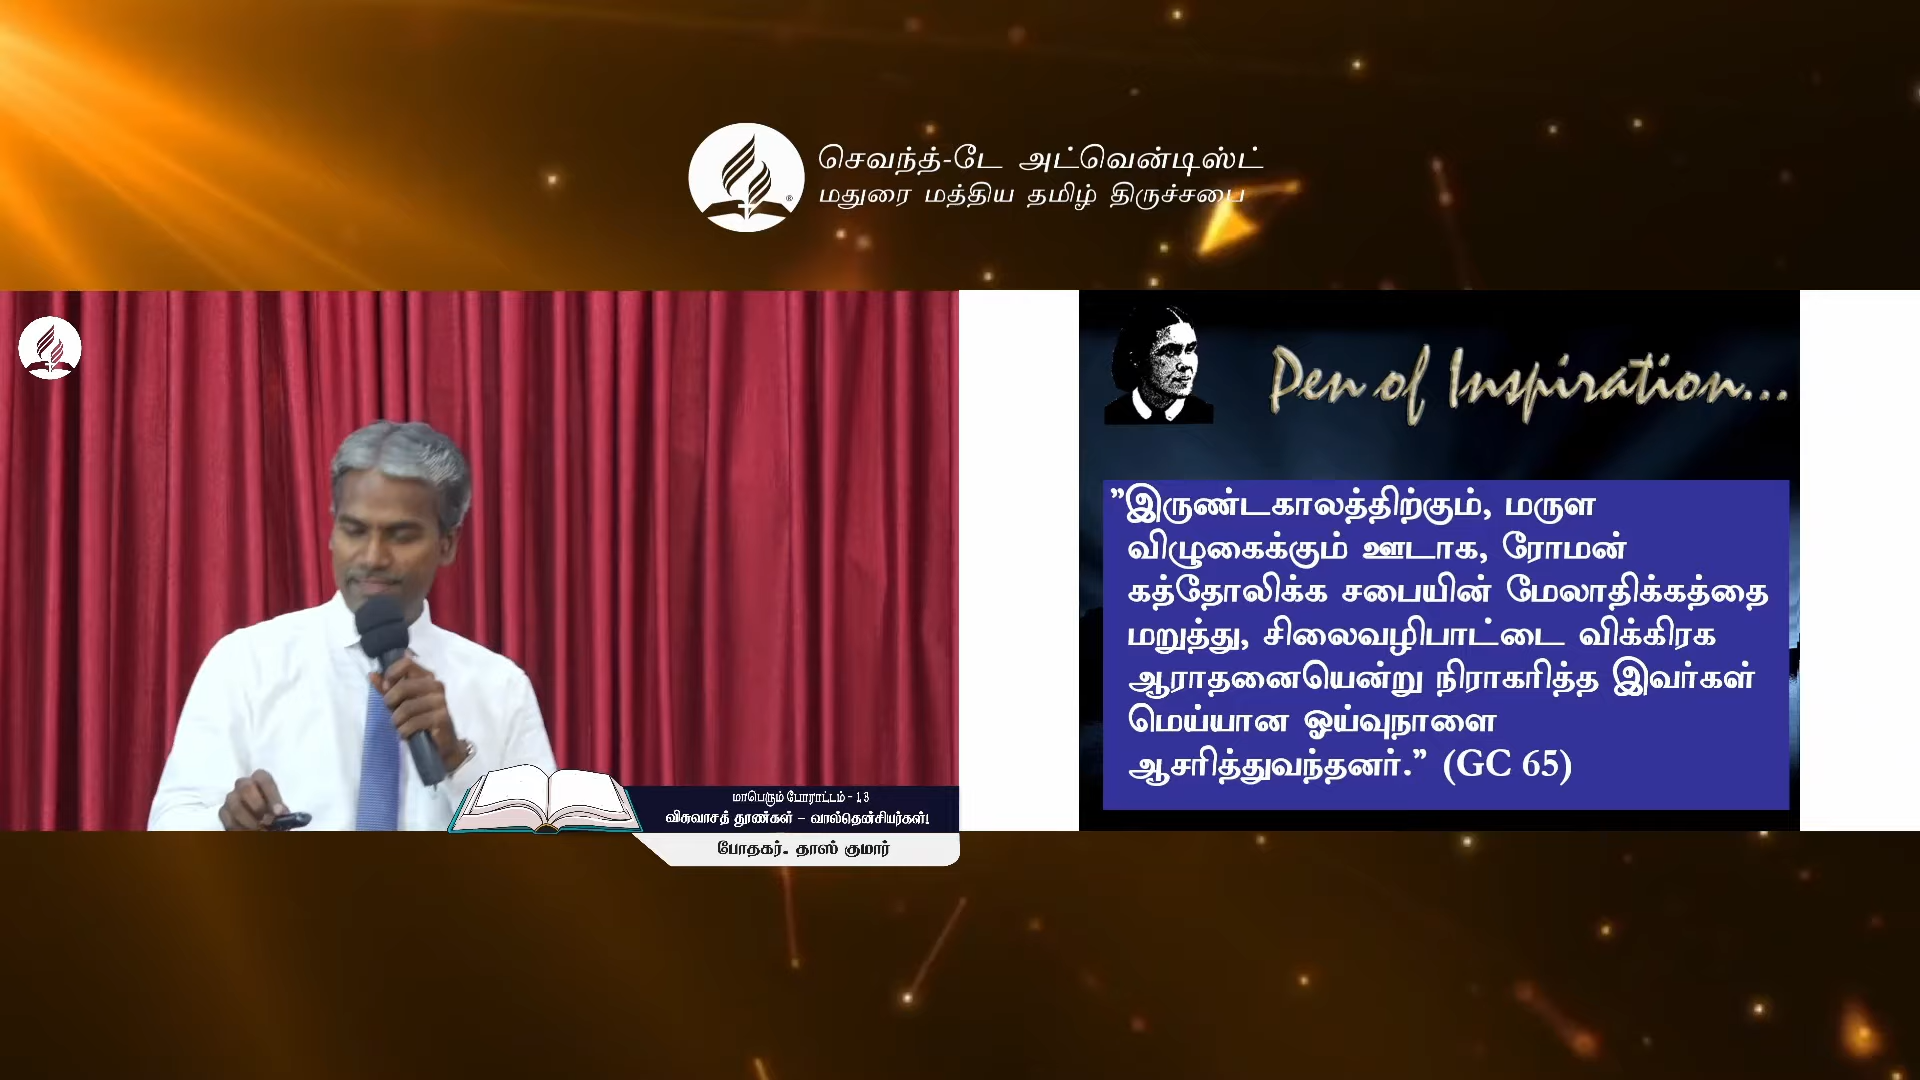 செவந்த்-டே அட்வென்டிஸ்ட்
மதுரை மத்திய தமிழ் திருச்சபை
Pen of Inspiration...
"இருண்டகாலத்திற்கும், மருள
விழுகைக்கும் ஊடாக, ரோமன்
கத்தோலிக்க சபையின் மேலாதிக்கத்தை
மறுத்து, சிலைவழிபாட்டை விக்கிரக
ஆராதனையென்று நிராகரித்த இவர்கள்
மெய்யான ஓய்வுநாளை
ஆசரித்துவந்தனர்." (GC 65)
மாபெரும் போராட்டம் - 13
விசுவாசத் தூண்கள் – வால்தென்சியர்கள்!
போதகர். தாஸ் குமார்